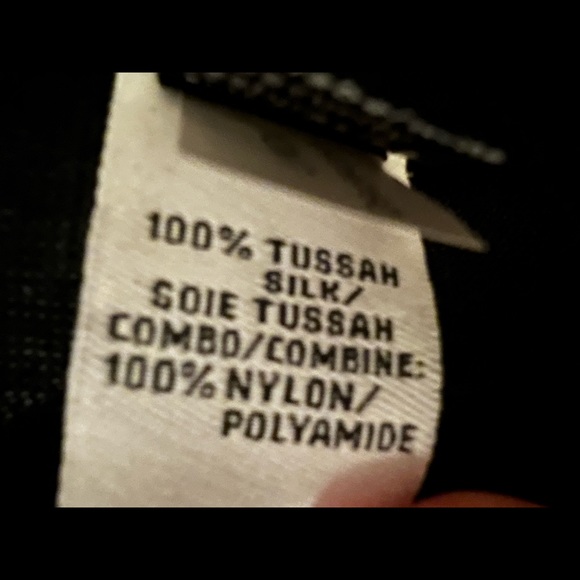 100% TUSSAH
SILK/
SOIE TUSSAH
COMBO/COMBINE:
100% NYLON/
POLYAMIDE